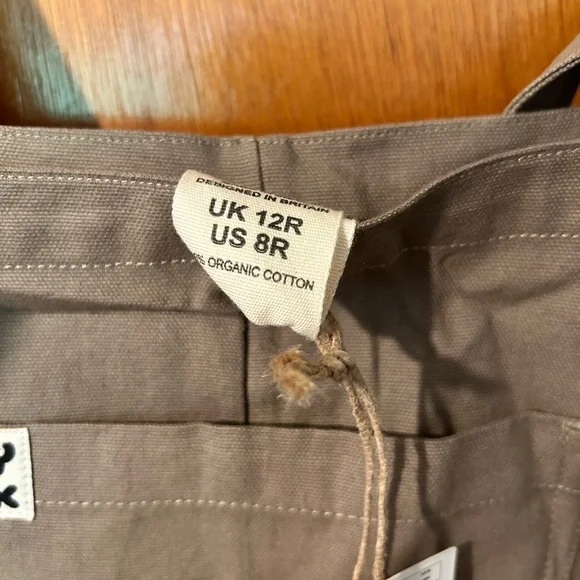 DESIGNED IN BRITAIN
UK 12R
US 8R
ORGANIC COTTON